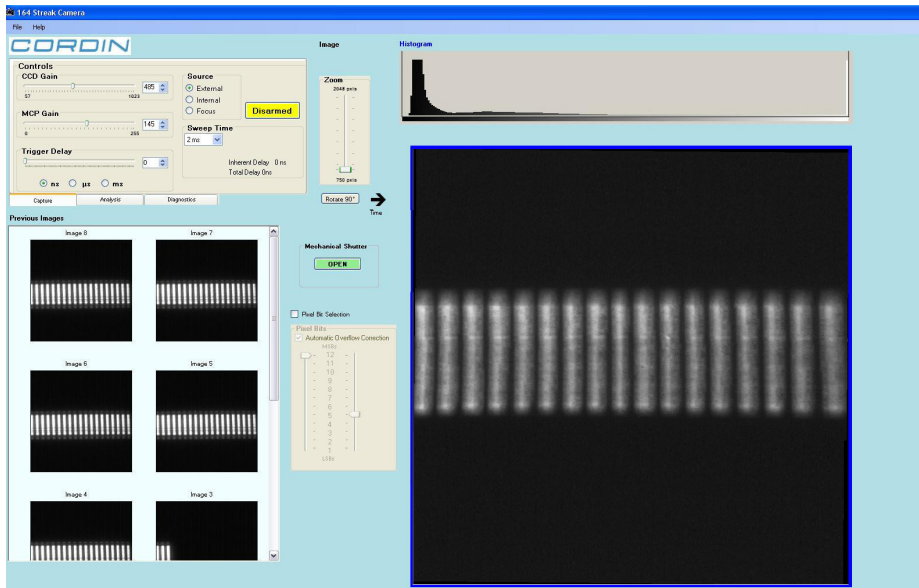 164 Streak Camera
File Help
CORDIN
Image
Histogram
Controls
CCD Gain
485
57 1023
MCP Gain
145
0 255
Trigger Delay
0
ns µs ms
Source
External
Internal
Focus
Disarmed
Sweep Time
2 ms
Inherent Delay 0 ns
Total Delay 0ns
Zoom
2048 pxls
750 pxls
Rotate 90°
Time
Capture Analysis Diagnostics
Previous Images
Image 8 Image 7
Image 6 Image 5
Image 4 Image 3
Mechanical Shutter
OPEN
Pixel Bit Selection
Pixel Bits
Automatic Overflow Correction
MSBs
12
11
10
9
8
7
6
5
4
3
2
1
LSBs